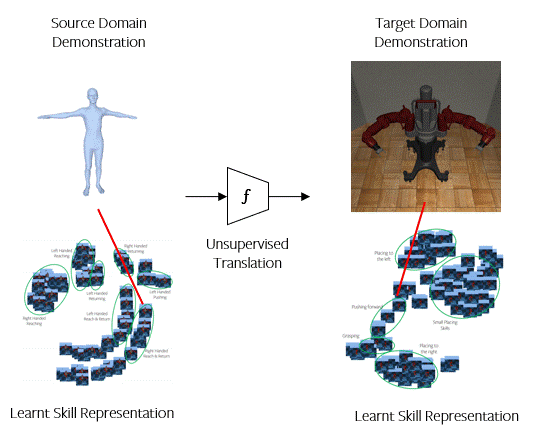 Source Domain
Demonstration
Target Domain
Demonstration
f
Unsupervised
Translation
Left Handed
Reaching
Right Handed
Returning
Left Handed
Returning
Left Handed
Pushing
Right Handed
Reaching
Left Handed
Reach & Return
Right Handed
Reach & Return
Placing to
the left
Pushing forward
Small Placing
Skills
Grasping
Placing to
the right
Learnt Skill Representation
Learnt Skill Representation